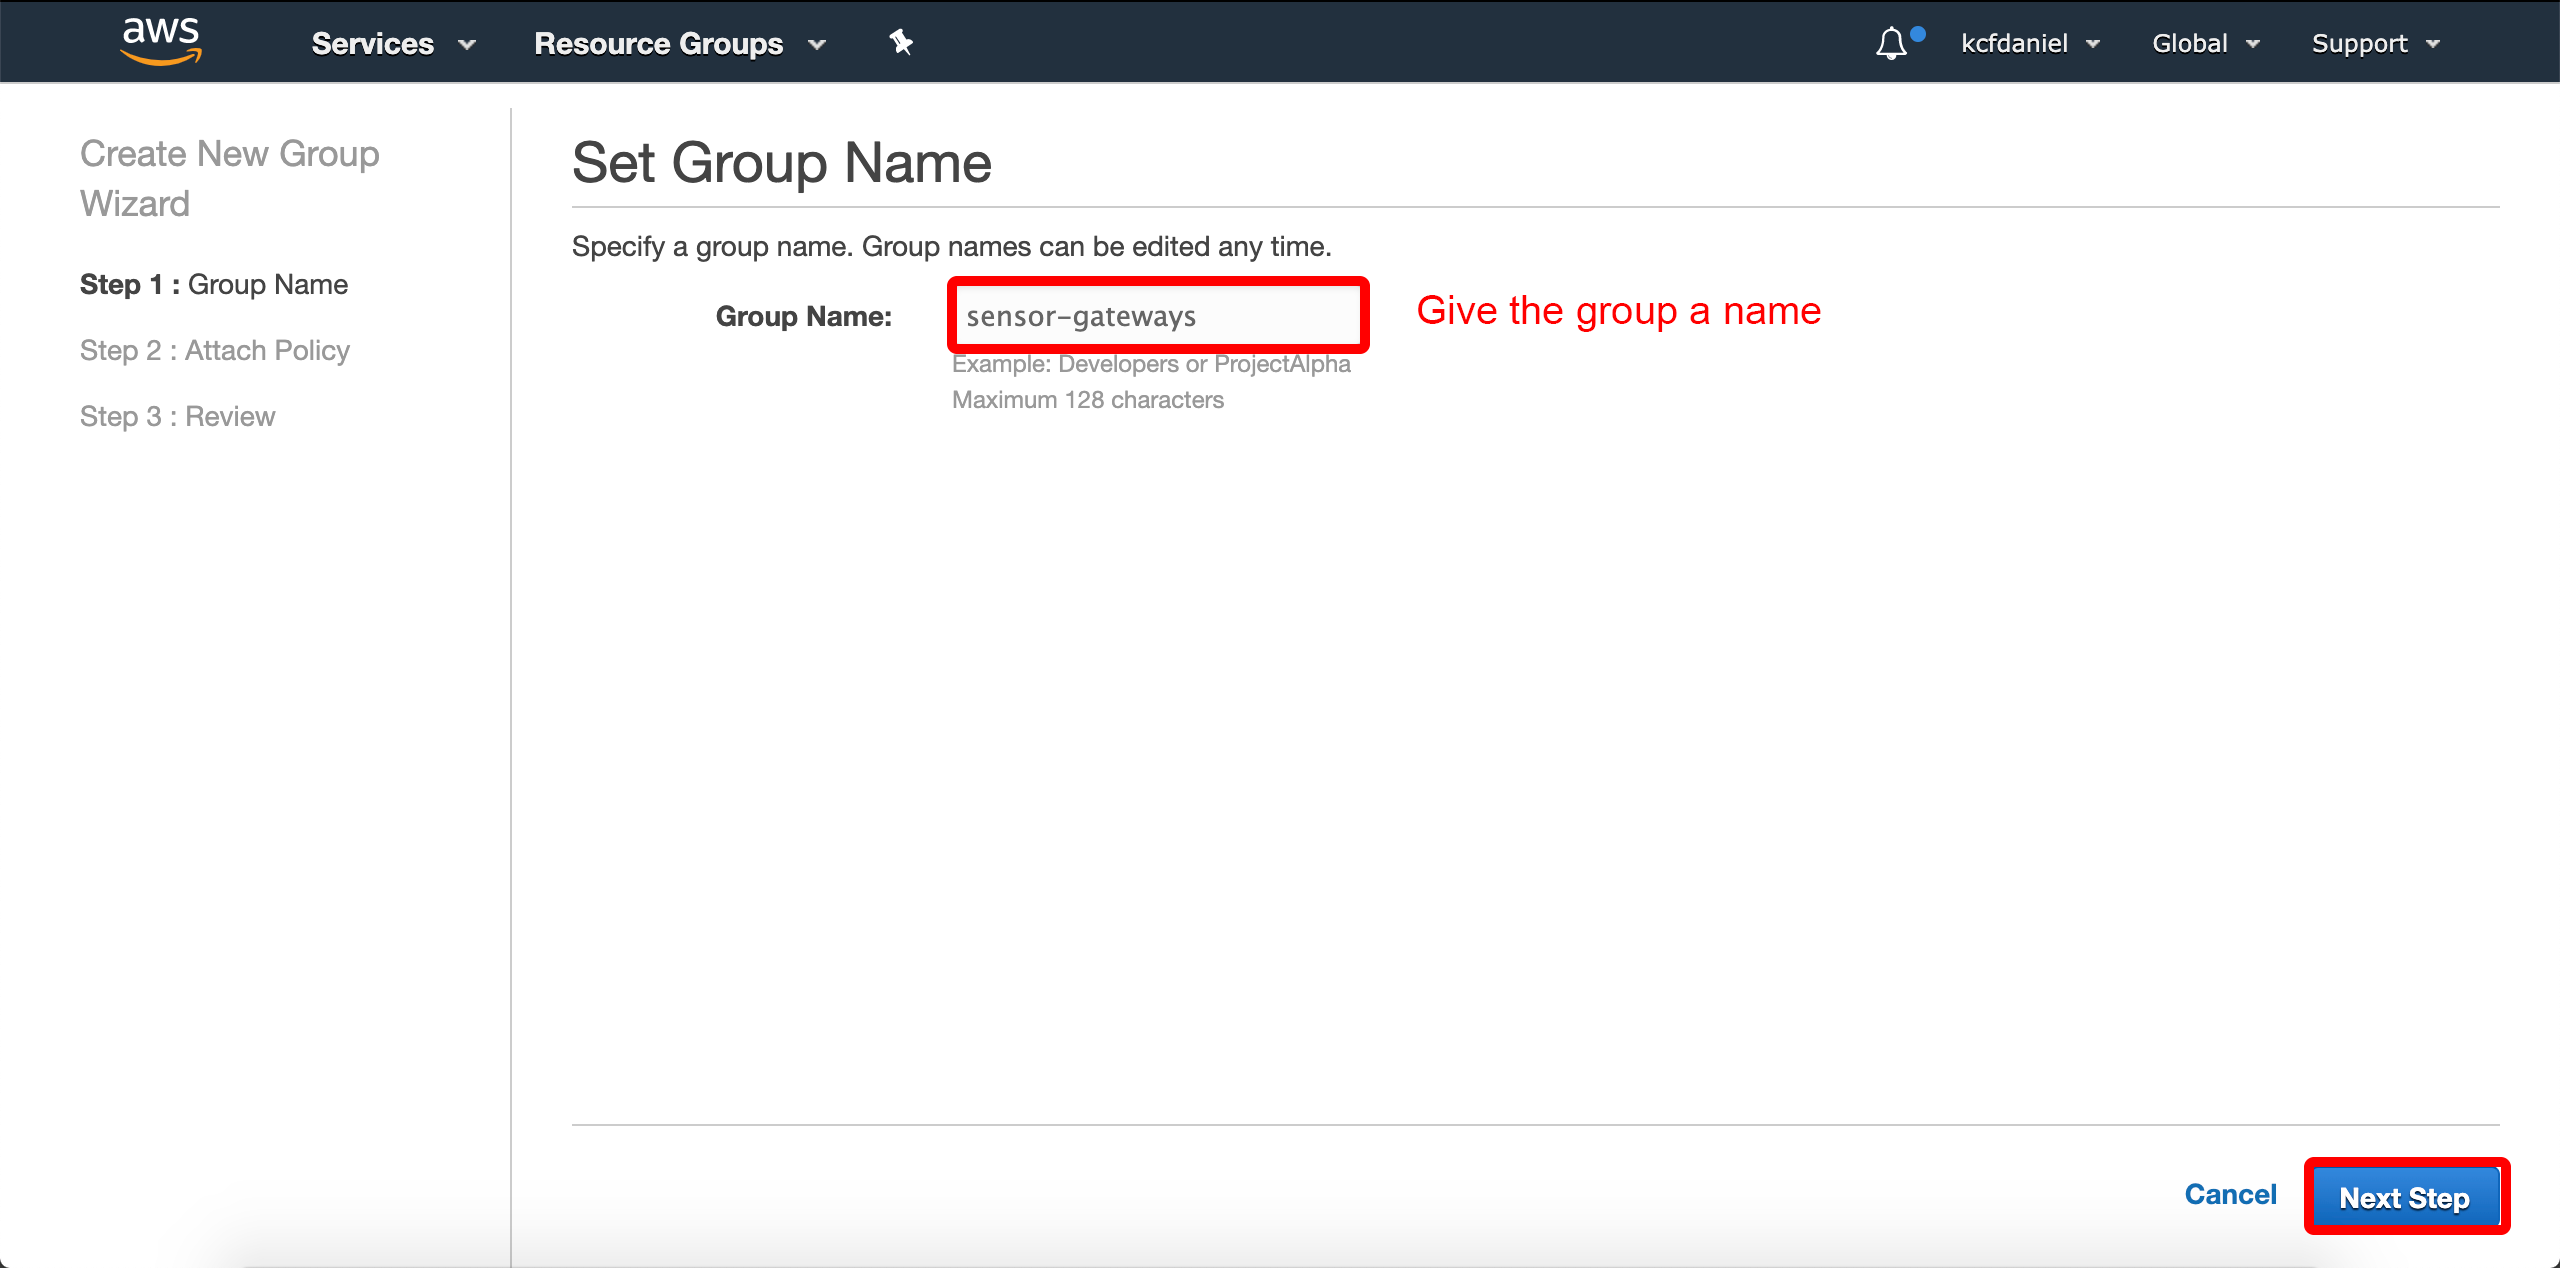 aws Services Resource Groups kcfdaniel Global Support
Create New Group
Wizard
Step 1 : Group Name
Step 2 : Attach Policy
Step 3 : Review
Set Group Name
Specify a group name. Group names can be edited any time.
Group Name: sensor-gateways Give the group a name
Example: Developers or ProjectAlpha
Maximum 128 characters
Cancel Next Step